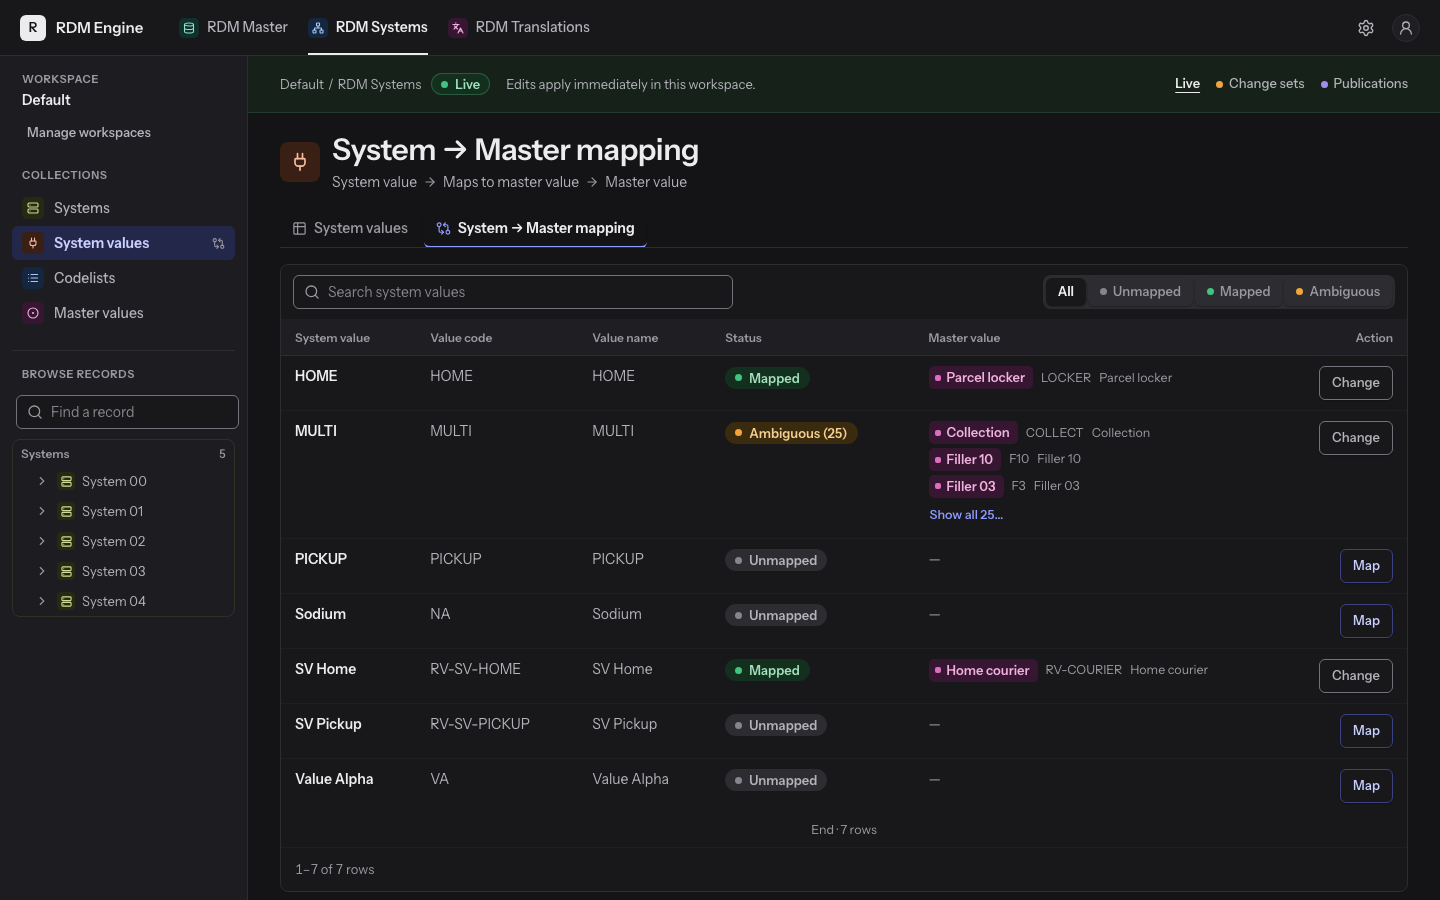 R RDM Engine RDM Master RDM Systems RDM Translations
WORKSPACE
Default
Manage workspaces
COLLECTIONS
Systems
System values
Codelists
Master values
BROWSE RECORDS
Find a record
Systems 5
System 00
System 01
System 02
System 03
System 04
Default / RDM Systems Live Edits apply immediately in this workspace. Live Change sets Publications
System → Master mapping
System value → Maps to master value → Master value
System values System → Master mapping
Search system values All Unmapped Mapped Ambiguous
System value Value code Value name Status Master value Action
HOME HOME HOME Mapped Parcel locker LOCKER Parcel locker Change
MULTI MULTI MULTI Ambiguous (25) Collection COLLECT Collection Change
Filler 10 F10 Filler 10
Filler 03 F3 Filler 03
Show all 25...
PICKUP PICKUP PICKUP Unmapped — Map
Sodium NA Sodium Unmapped — Map
SV Home RV-SV-HOME SV Home Mapped Home courier RV-COURIER Home courier Change
SV Pickup RV-SV-PICKUP SV Pickup Unmapped — Map
Value Alpha VA Value Alpha Unmapped — Map
End · 7 rows
1–7 of 7 rows